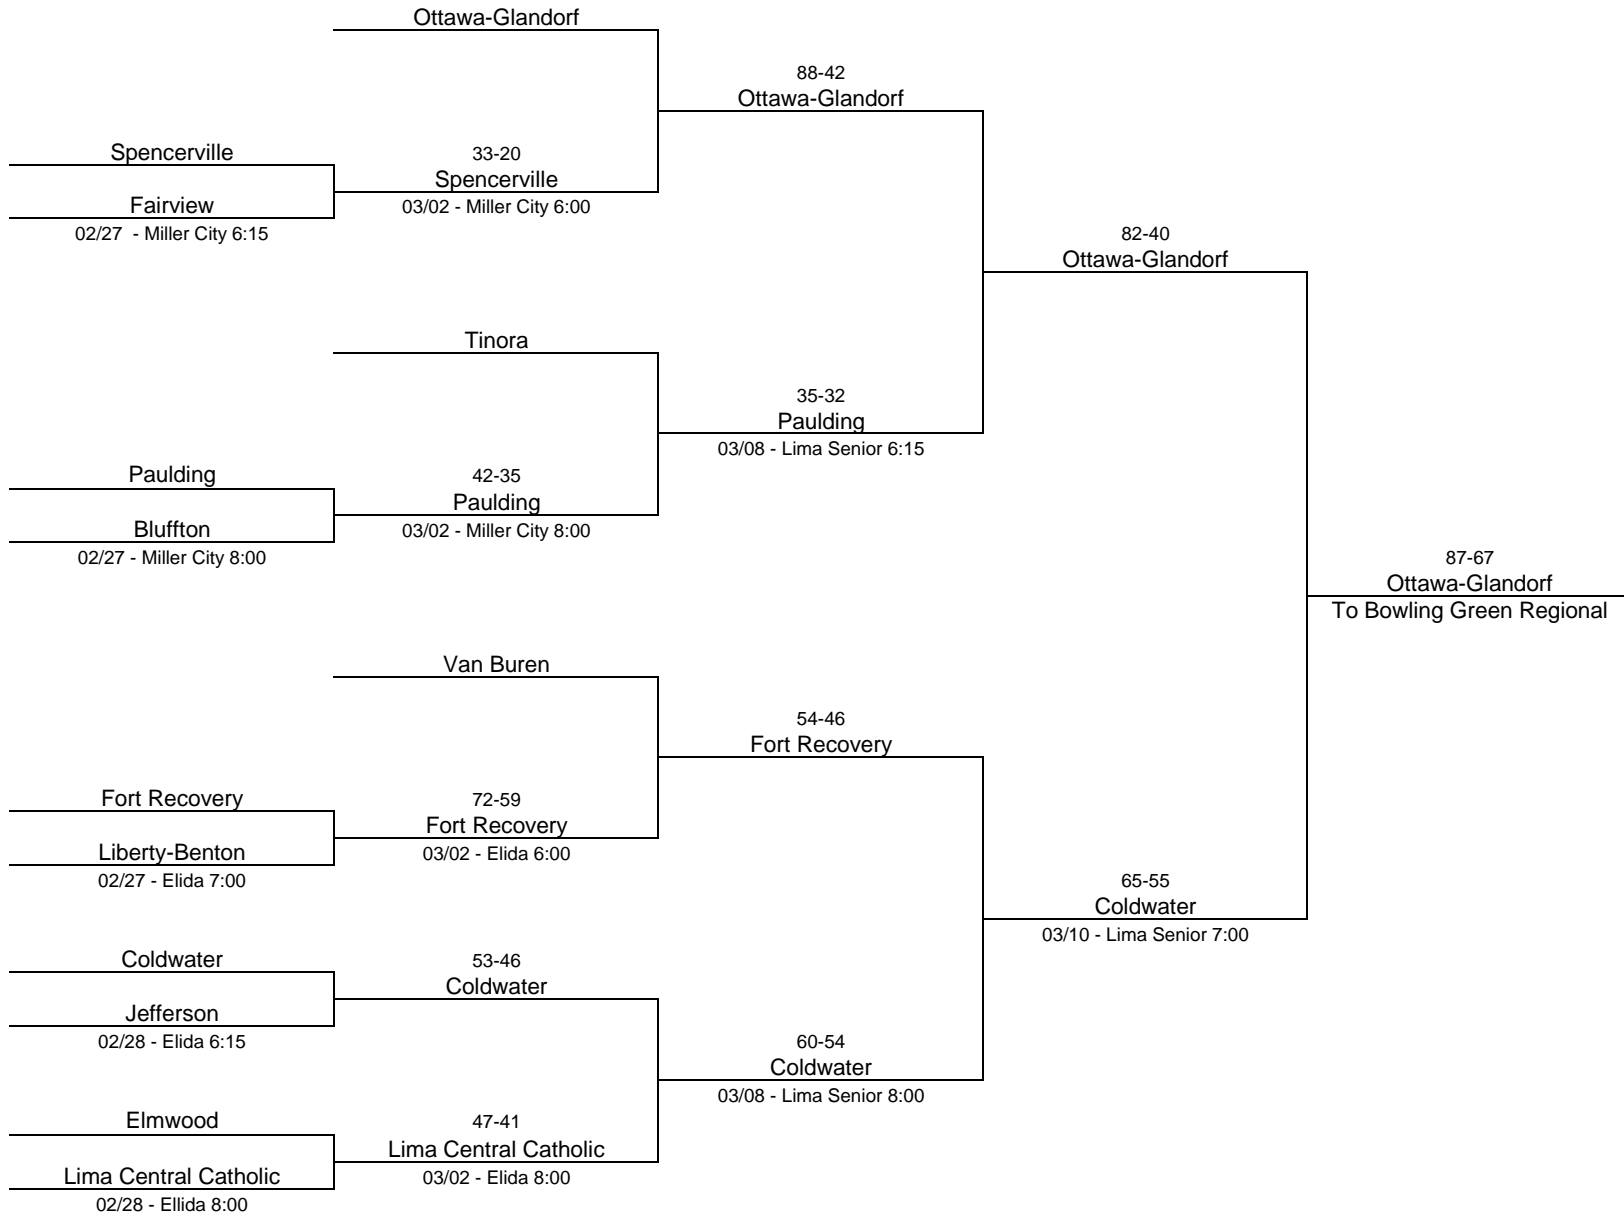 Ottawa-Glandorf
88-42
Ottawa-Glandorf
Spencerville
33-20
Spencerville
Fairview
03/02 - Miller City 6:00
02/27  - Miller City 6:15
82-40
Ottawa-Glandorf
Tinora
35-32
Paulding
03/08 - Lima Senior 6:15
Paulding
42-35
Paulding
Bluffton
03/02 - Miller City 8:00
02/27 - Miller City 8:00
87-67
Ottawa-Glandorf
To Bowling Green Regional
Van Buren
54-46
Fort Recovery
Fort Recovery
72-59
Fort Recovery
Liberty-Benton
03/02 - Elida 6:00
02/27 - Elida 7:00
65-55
Coldwater
03/10 - Lima Senior 7:00
Coldwater
53-46
Coldwater
Jefferson
02/28 - Elida 6:15
60-54
Coldwater
03/08 - Lima Senior 8:00
Elmwood
47-41
Lima Central Catholic
Lima Central Catholic
03/02 - Elida 8:00
02/28 - Ellida 8:00